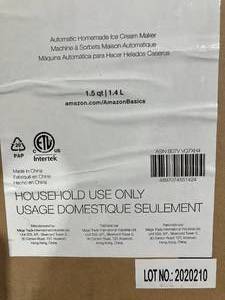 Automatic Homemade Ice Cream Maker
Machine à Sorbets Maison Automatique
Máquina Automática para Hacer Helados Caseros
1.5 qt | 1.4 L
amazon.com/AmazonBasics
20
PAP
ETL
Intertek
Made in China
Fabriqué en Chine
Hecho en China
HOUSEHOLD USE ONLY
USAGE DOMESTIQUE SEULEMENT
LOT NO.: 2020210